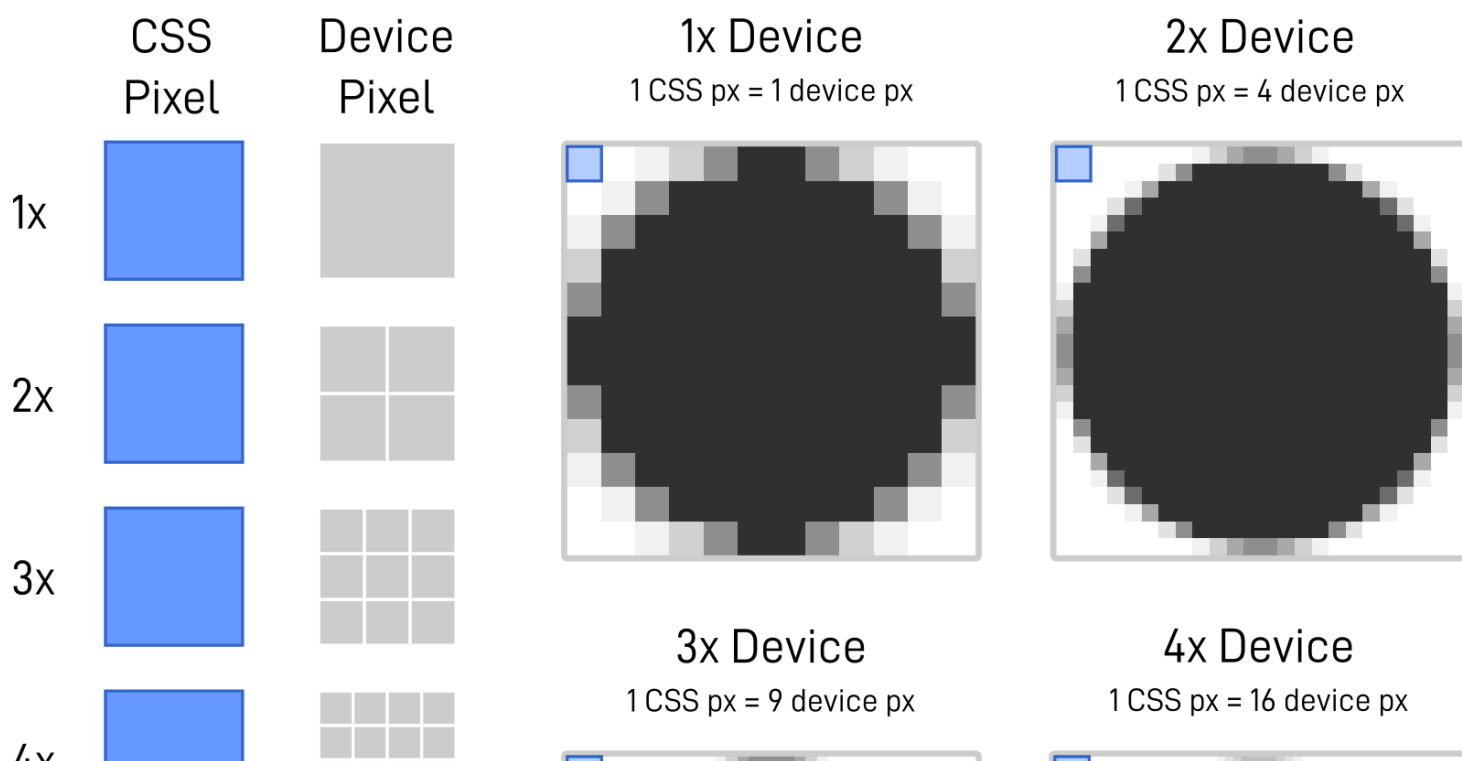 CSS
Pixel
Device
Pixel
1x Device
1 CSS px = 1 device px
2x Device
1 CSS px = 4 device px
1x
2x
3x
3x Device
1 CSS px = 9 device px
4x Device
1 CSS px = 16 device px
4x